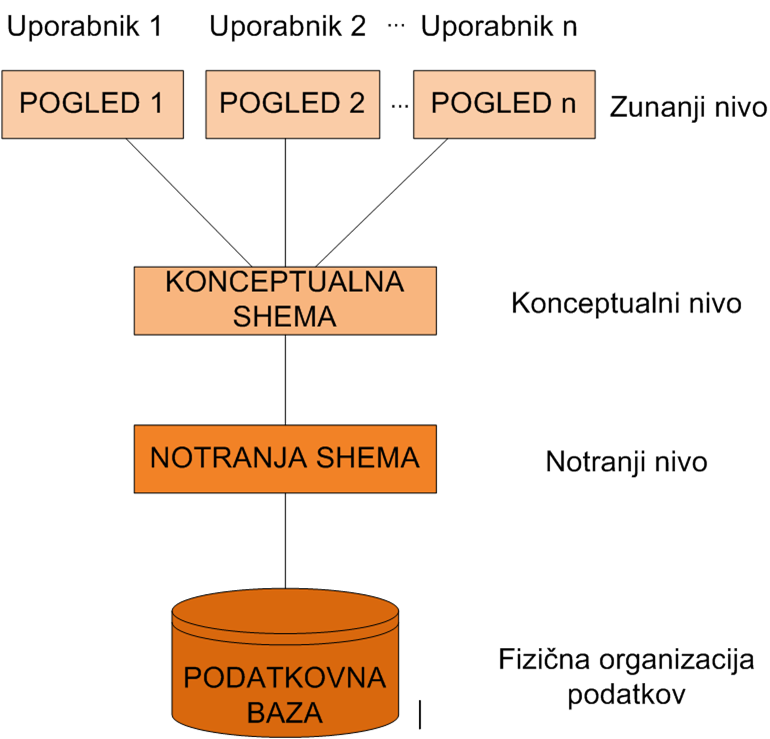 Uporabnik 1 Uporabnik 2 ... Uporabnik n
POGLED 1 POGLED 2 ... POGLED n Zunanji nivo
KONCEPTUALNA
SHEMA
Konceptualni nivo
NOTRANJA SHEMA Notranji nivo
PODATKOVNA
BAZA
Fizična organizacija
podatkov